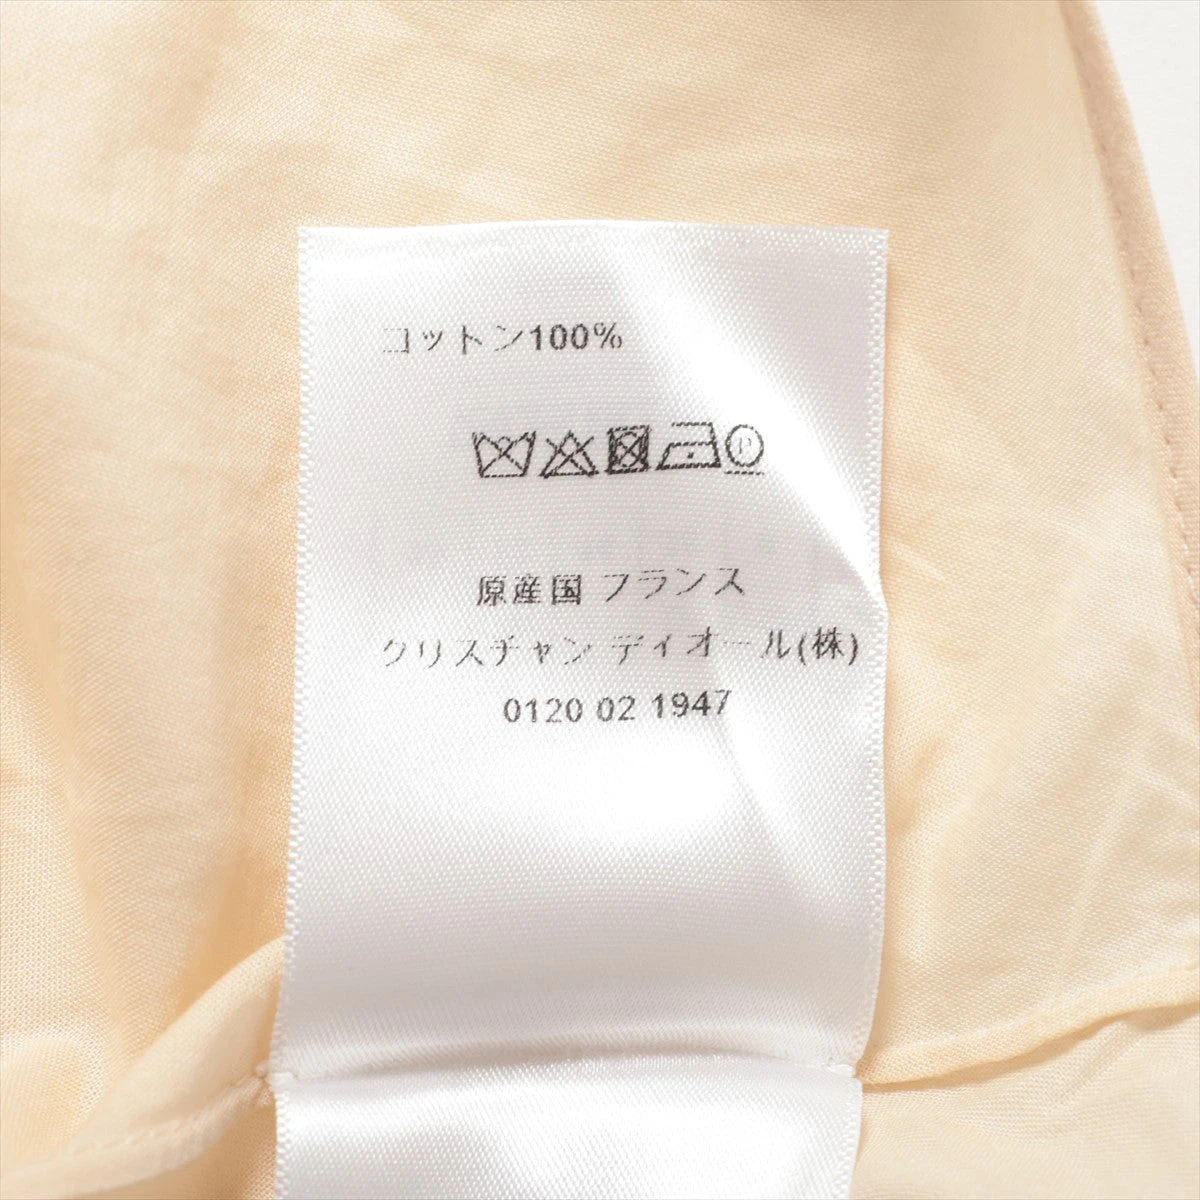 コットン100%
P
原産国 フランス
クリスチャン ディオール(株)
0120 02 1947